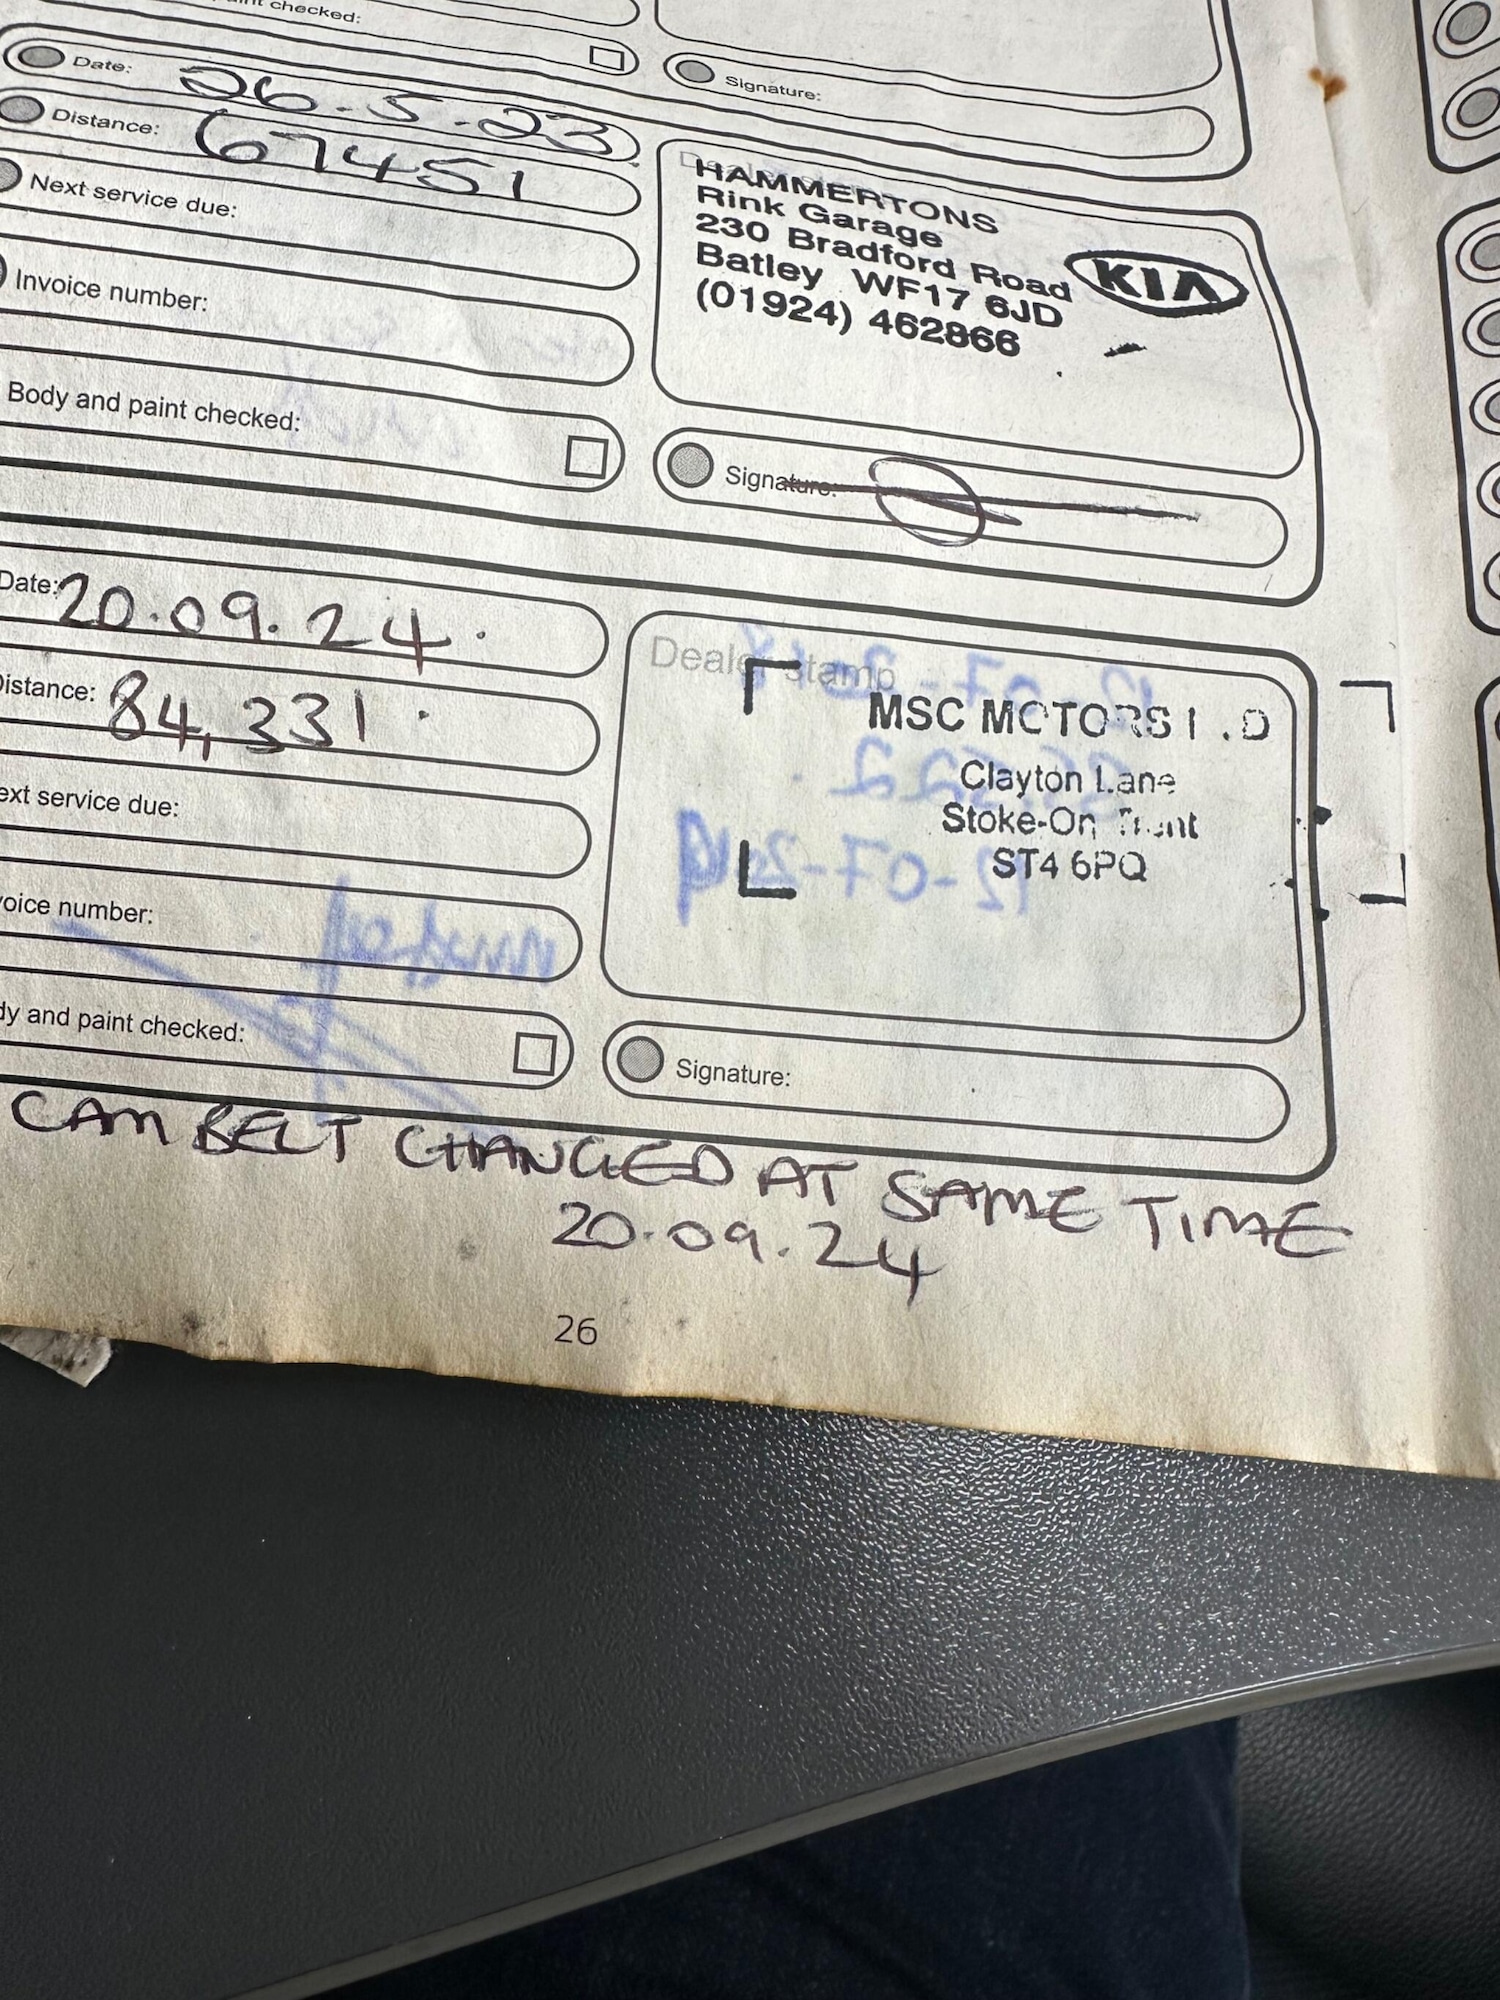 checked:
Date: 26.5.23
Signature:
Distance: 67451
Next service due:
Invoice number:
Body and paint checked:
HAMMERTONS
Rink Garage
230 Bradford Road
Batley WF17 6JD
(01924) 462866
KIA
Signature:
Date: 20.09.24.
istance: 84,331.
ext service due:
oice number:
dy and paint checked:
Dealer stamp
MSC MOTORS
Clayton Lane
Stoke-On Trent
ST4 6PQ
Signature:
CAM BELT CHANGED AT SAME TIME
20.09.24
26